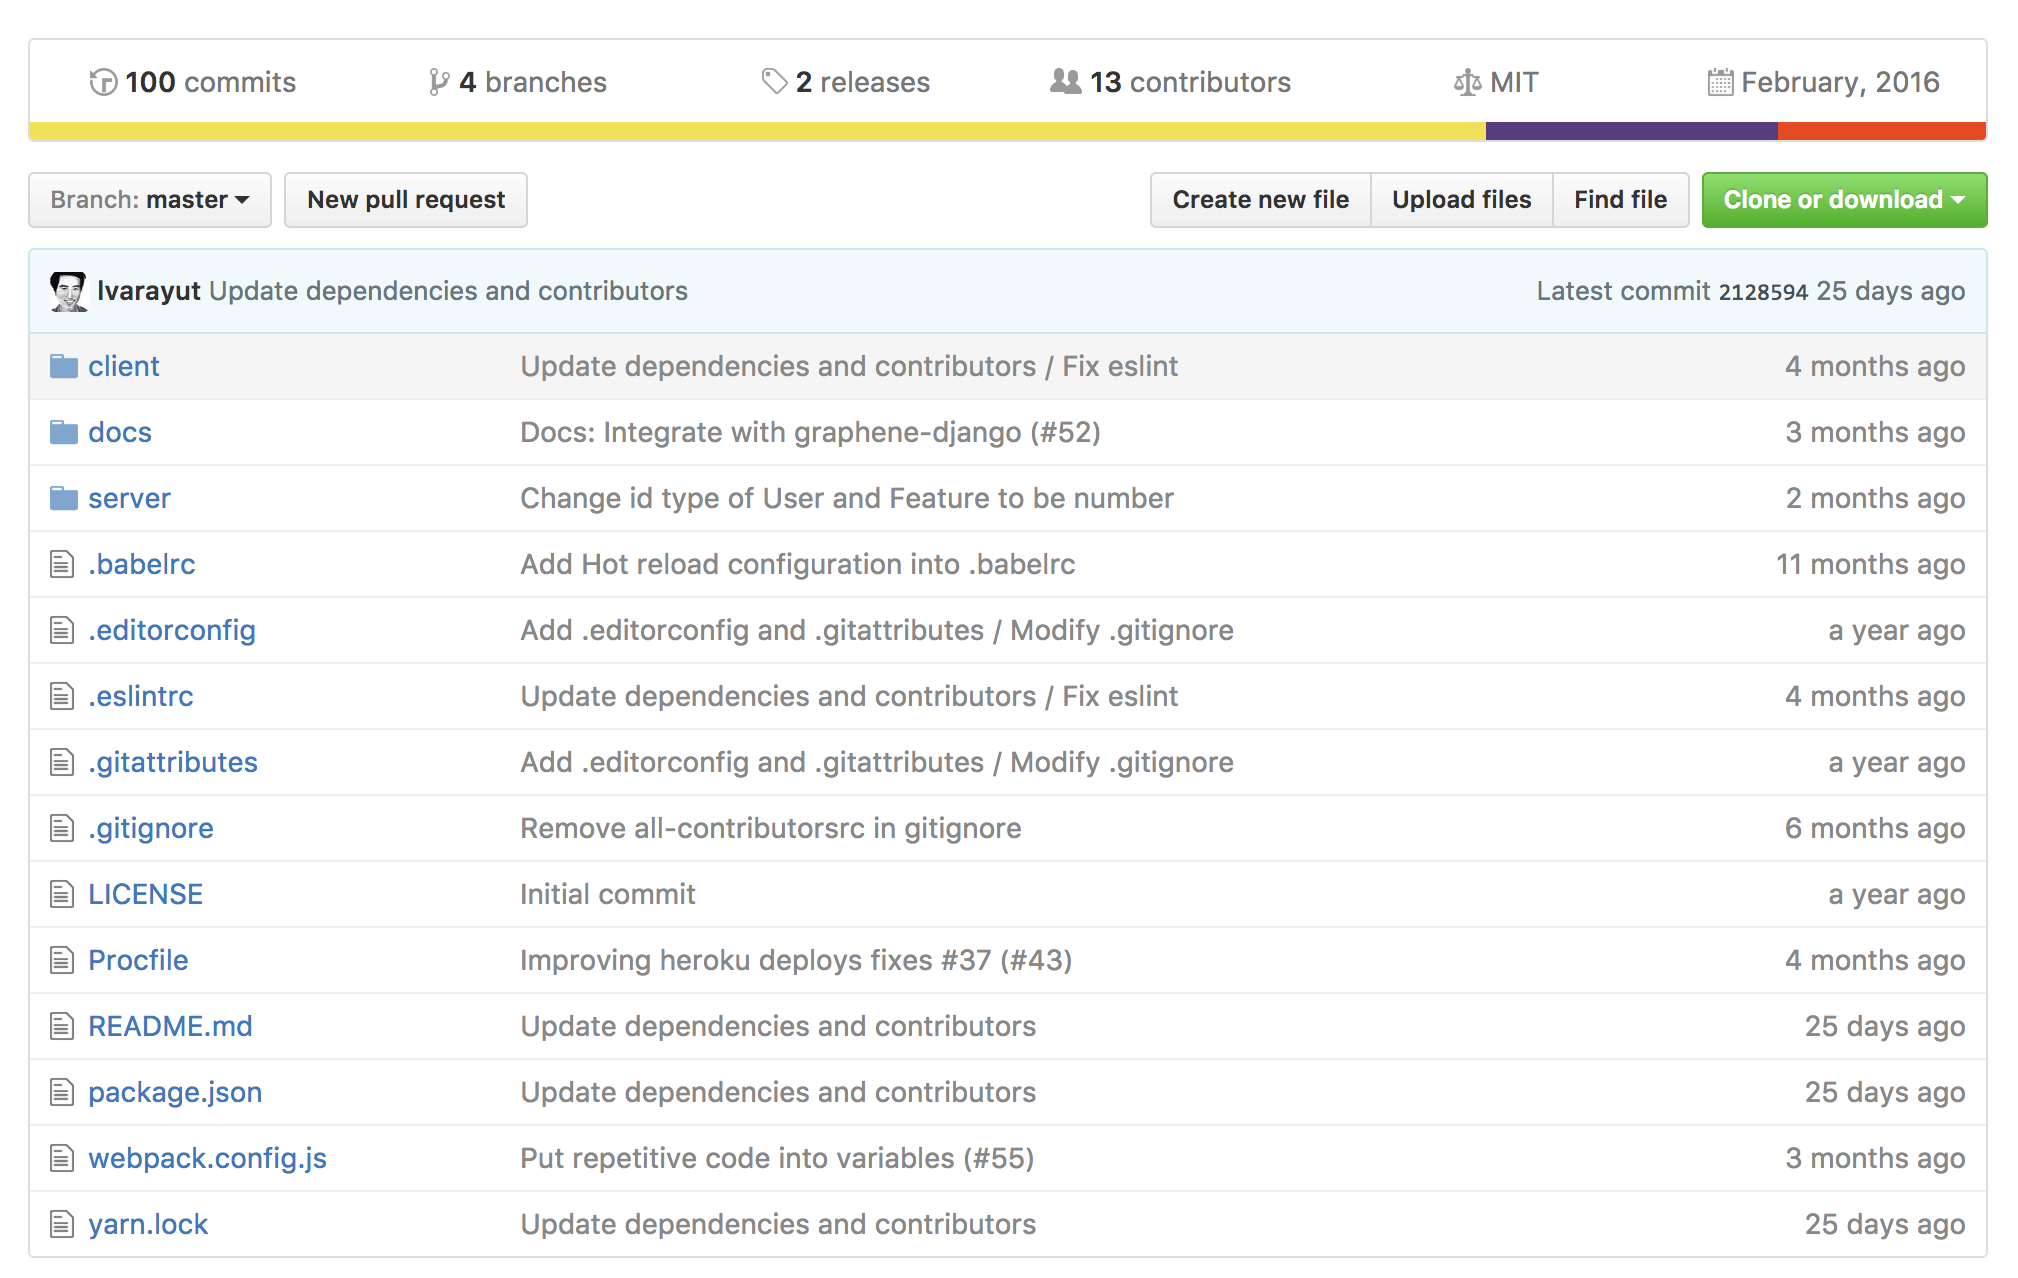 100 commits 4 branches 2 releases 13 contributors MIT February, 2016
Branch: master New pull request Create new file Upload files Find file Clone or download
lvarayut Update dependencies and contributors Latest commit 2128594 25 days ago
client Update dependencies and contributors / Fix eslint 4 months ago
docs Docs: Integrate with graphene-django (#52) 3 months ago
server Change id type of User and Feature to be number 2 months ago
.babelrc Add Hot reload configuration into .babelrc 11 months ago
.editorconfig Add .editorconfig and .gitattributes / Modify .gitignore a year ago
.eslintrc Update dependencies and contributors / Fix eslint 4 months ago
.gitattributes Add .editorconfig and .gitattributes / Modify .gitignore a year ago
.gitignore Remove all-contributorsrc in gitignore 6 months ago
LICENSE Initial commit a year ago
Procfile Improving heroku deploys fixes #37 (#43) 4 months ago
README.md Update dependencies and contributors 25 days ago
package.json Update dependencies and contributors 25 days ago
webpack.config.js Put repetitive code into variables (#55) 3 months ago
yarn.lock Update dependencies and contributors 25 days ago